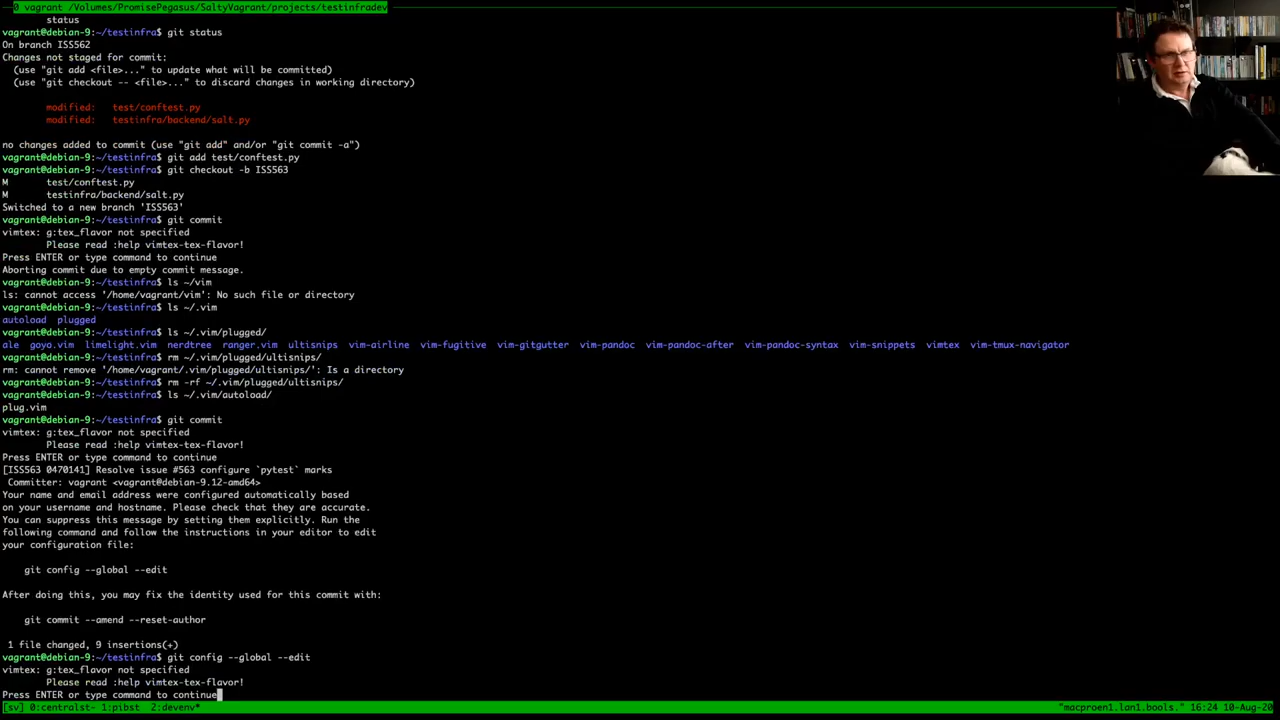 0 vagrant /Volumes/PromisePegasus/SaltyVagrant/projects/testinfradev
status
vagrant@debian-9:~/testinfra$ git status
On branch ISS562
Changes not staged for commit:
(use "git add <file>..." to update what will be committed)
(use "git checkout -- <file>..." to discard changes in working directory)
modified: test/conftest.py
modified: testinfra/backend/salt.py
no changes added to commit (use "git add" and/or "git commit -a")
vagrant@debian-9:~/testinfra$ git add test/conftest.py
vagrant@debian-9:~/testinfra$ git checkout -b ISS563
M test/conftest.py
M testinfra/backend/salt.py
Switched to a new branch 'ISS563'
vagrant@debian-9:~/testinfra$ git commit
vimtex: g:tex_flavor not specified
Please read :help vimtex-tex-flavor!
Press ENTER or type command to continue
Aborting commit due to empty commit message.
vagrant@debian-9:~/testinfra$ ls ~/vim
ls: cannot access '/home/vagrant/vim': No such file or directory
vagrant@debian-9:~/testinfra$ ls ~/.vim
autoload plugged
vagrant@debian-9:~/testinfra$ ls ~/.vim/plugged/
ale goyo.vim limelight.vim nerdtree ranger.vim ultisnips vim-airline vim-fugitive vim-gitgutter vim-pandoc vim-pandoc-after vim-pandoc-syntax vim-snippets vimtex vim-tmux-navigator
vagrant@debian-9:~/testinfra$ rm ~/.vim/plugged/ultisnips/
rm: cannot remove '/home/vagrant/.vim/plugged/ultisnips/': Is a directory
vagrant@debian-9:~/testinfra$ rm -rf ~/.vim/plugged/ultisnips/
vagrant@debian-9:~/testinfra$ ls ~/.vim/autoload/
plug.vim
vagrant@debian-9:~/testinfra$ git commit
vimtex: g:tex_flavor not specified
Please read :help vimtex-tex-flavor!
Press ENTER or type command to continue
[ISS563 0470141] Resolve issue #563 configure `pytest` marks
Committer: vagrant <vagrant@debian-9.12-amd64>
Your name and email address were configured automatically based
on your username and hostname. Please check that they are accurate.
You can suppress this message by setting them explicitly. Run the
following command and follow the instructions in your editor to edit
your configuration file:
git config --global --edit
After doing this, you may fix the identity used for this commit with:
git commit --amend --reset-author
1 file changed, 9 insertions(+)
vagrant@debian-9:~/testinfra$ git config --global --edit
vimtex: g:tex_flavor not specified
Please read :help vimtex-tex-flavor!
Press ENTER or type command to continue
[sv] 0:centralst- 1:pibst 2:devenv* "macproen1.lan1.bools." 16:24 10-Aug-20